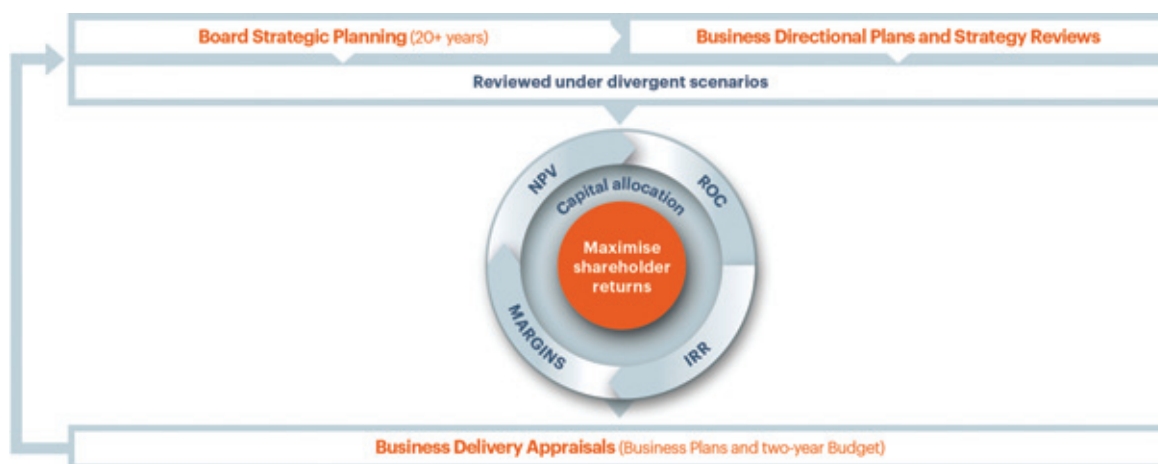 Board Strategic Planning (20+ years)
Business Directional Plans and Strategy Reviews
Reviewed under divergent scenarios
NPV
ROC
Capital allocation
Maximise
shareholder
returns
MARGINS
IRR
Business Delivery Appraisals (Business Plans and two-year Budget)